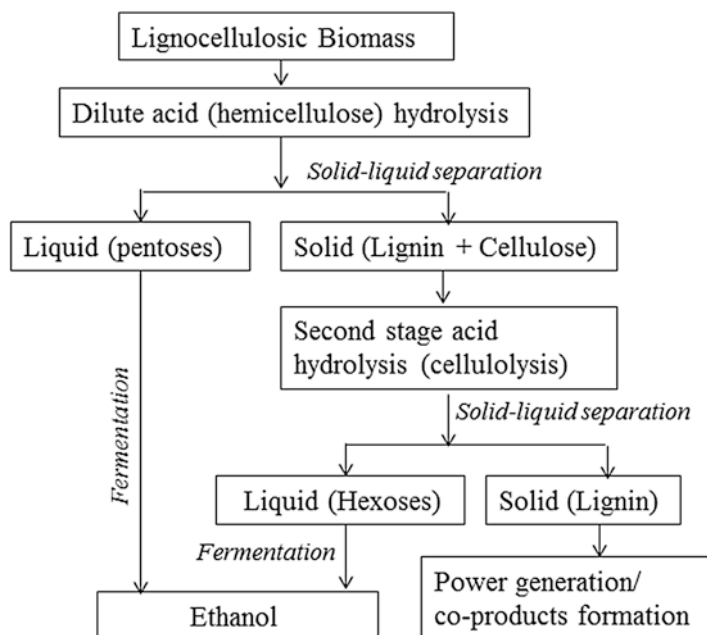 Lignocellulosic Biomass
Dilute acid (hemicellulose) hydrolysis
Solid-liquid separation
Liquid (pentoses)
Solid (Lignin + Cellulose)
Second stage acid
hydrolysis (cellulolysis)
Fermentation
Solid-liquid separation
Liquid (Hexoses)
Solid (Lignin)
Fermentation
Ethanol
Power generation/
co-products formation